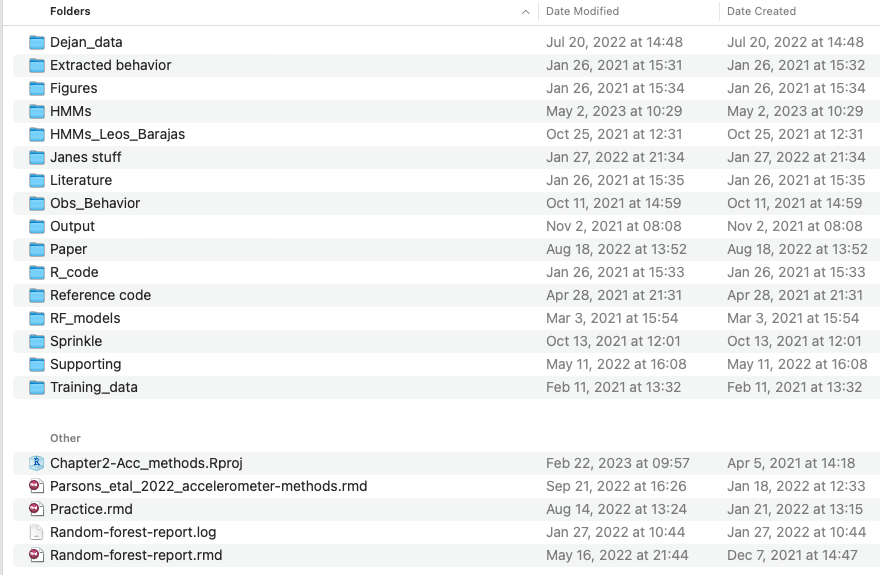 Folders Date Modified Date Created
Dejan_data Jul 20, 2022 at 14:48 Jul 20, 2022 at 14:48
Extracted behavior Jan 26, 2021 at 15:31 Jan 26, 2021 at 15:32
Figures Jan 26, 2021 at 15:34 Jan 26, 2021 at 15:34
HMMs May 2, 2023 at 10:29 May 2, 2023 at 10:29
HMMs_Leos_Barajas Oct 25, 2021 at 12:31 Oct 25, 2021 at 12:31
Janes stuff Jan 27, 2022 at 21:34 Jan 27, 2022 at 21:34
Literature Jan 26, 2021 at 15:35 Jan 26, 2021 at 15:35
Obs_Behavior Oct 11, 2021 at 14:59 Oct 11, 2021 at 14:59
Output Nov 2, 2021 at 08:08 Nov 2, 2021 at 08:08
Paper Aug 18, 2022 at 13:52 Aug 18, 2022 at 13:52
R_code Jan 26, 2021 at 15:33 Jan 26, 2021 at 15:33
Reference code Apr 28, 2021 at 21:31 Apr 28, 2021 at 21:31
RF_models Mar 3, 2021 at 15:54 Mar 3, 2021 at 15:54
Sprinkle Oct 13, 2021 at 12:01 Oct 13, 2021 at 12:01
Supporting May 11, 2022 at 16:08 May 11, 2022 at 16:08
Training_data Feb 11, 2021 at 13:32 Feb 11, 2021 at 13:32
Other
Chapter2-Acc_methods.Rproj Feb 22, 2023 at 09:57 Apr 5, 2021 at 14:18
Parsons_etal_2022_accelerometer-methods.rmd Sep 21, 2022 at 16:26 Jan 18, 2022 at 12:33
Practice.rmd Aug 14, 2022 at 13:24 Jan 21, 2022 at 13:15
Random-forest-report.log Jan 27, 2022 at 10:44 Jan 27, 2022 at 10:44
Random-forest-report.rmd May 16, 2022 at 21:44 Dec 7, 2021 at 14:47